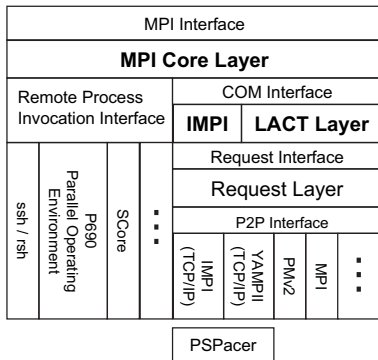 MPI Interface
MPI Core Layer
Remote Process
Invocation Interface
COM Interface
IMPI
LACT Layer
Request Interface
Request Layer
P2P Interface
ssh / rsh
P690
Parallel Operating
Environment
SCore
...
IMPI
(TCP/IP)
YAMPII
(TCP/IP)
PMv2
MPI
...
PSPacer